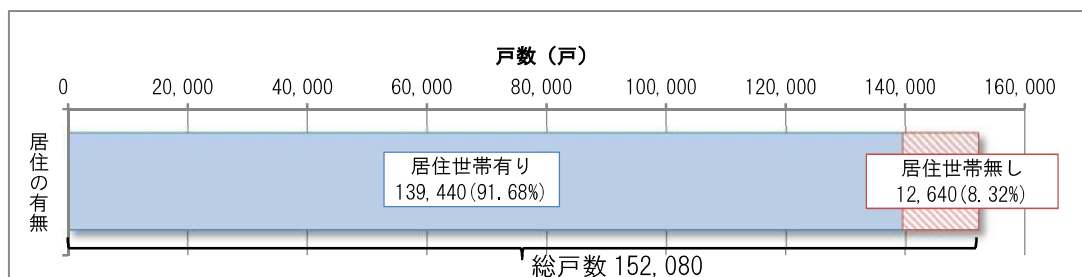 戸数（戸）
0 20,000 40,000 60,000 80,000 100,000 120,000 140,000 160,000
居住の有無
居住世帯有り
139,440(91.68%)
居住世帯無し
12,640(8.32%)
総戸数 152,080